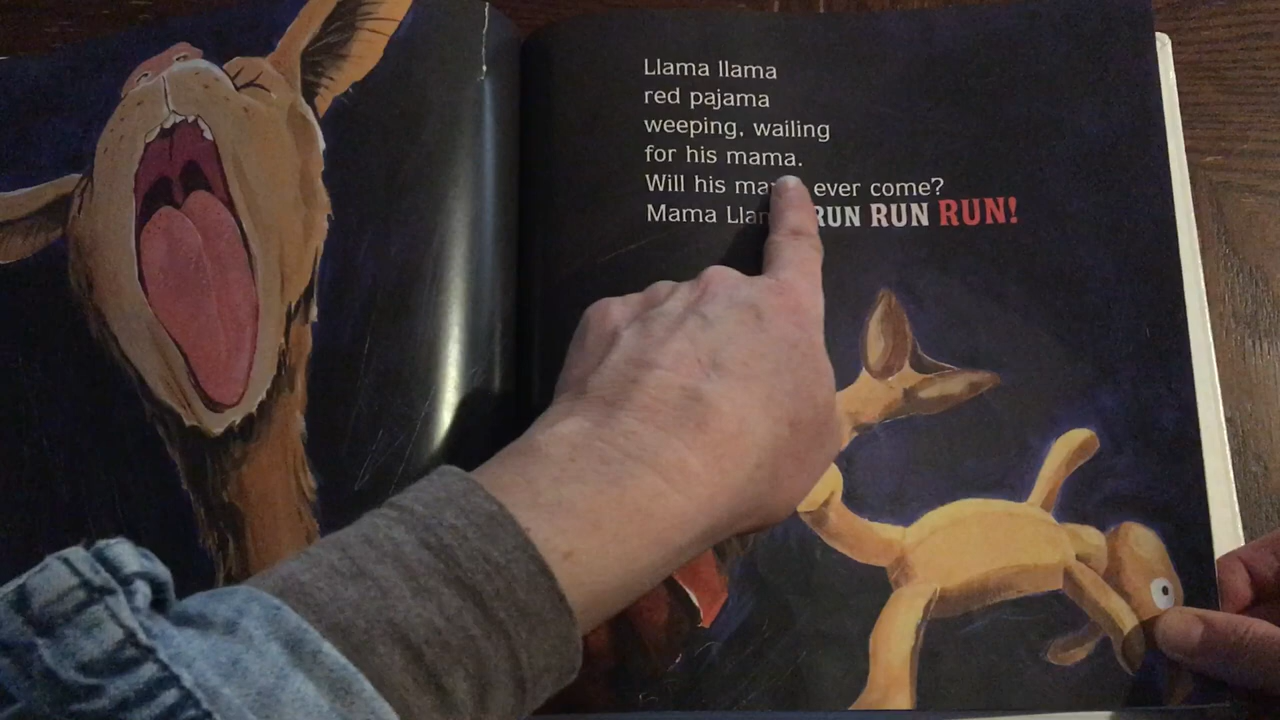 Llama llama
red pajama
weeping, wailing
for his mama.
Will his ever come?
Mama RUN RUN RUN!